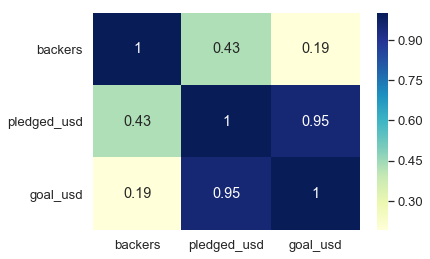 backers 1 0.43 0.19
pledged_usd 0.43 1 0.95
goal_usd 0.19 0.95 1
backers pledged_usd goal_usd
0.90
0.75
0.60
0.45
0.30